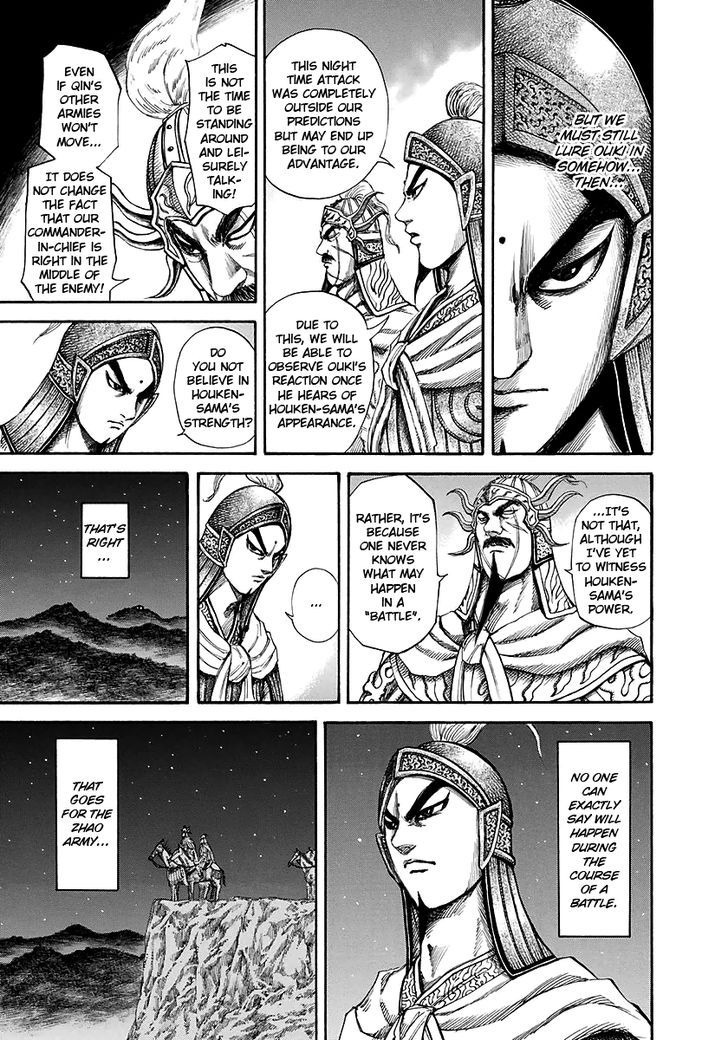 BUT WE
MUST STILL
LURE OUKI IN
SOMEHOW...
THEN...
THIS NIGHT
TIME ATTACK
WAS COMPLETELY
OUTSIDE OUR
PREDICTIONS
BUT MAY END UP
BEING TO OUR
ADVANTAGE.
DUE TO
THIS, WE WILL
BE ABLE TO
OBSERVE OUKI'S
REACTION ONCE
HE HEARS OF
HOUKEN-SAMA'S
APPEARANCE.
THIS
IS NOT
THE TIME
TO BE
STANDING
AROUND
AND LEI-
SURELY
TALK-
ING!
EVEN
IF QIN'S
OTHER
ARMIES
WON'T
MOVE...
IT DOES
NOT CHANGE
THE FACT
THAT OUR
COMMANDER-
IN-CHIEF IS
RIGHT IN THE
MIDDLE OF
THE ENEMY!
DO
YOU NOT
BELIEVE IN
HOUKEN-
SAMA'S
STRENGTH?
...IT'S
NOT THAT,
ALTHOUGH
I'VE YET
TO WITNESS
HOUKEN-
SAMA'S
POWER.
RATHER, IT'S
BECAUSE
ONE NEVER
KNOWS
WHAT MAY
HAPPEN
IN A
"BATTLE".
...
THAT'S
RIGHT
...
NO ONE
CAN
EXACTLY
SAY WILL
HAPPEN
DURING
THE
COURSE
OF A
BATTLE.
THAT
GOES
FOR THE
ZHAO
ARMY...